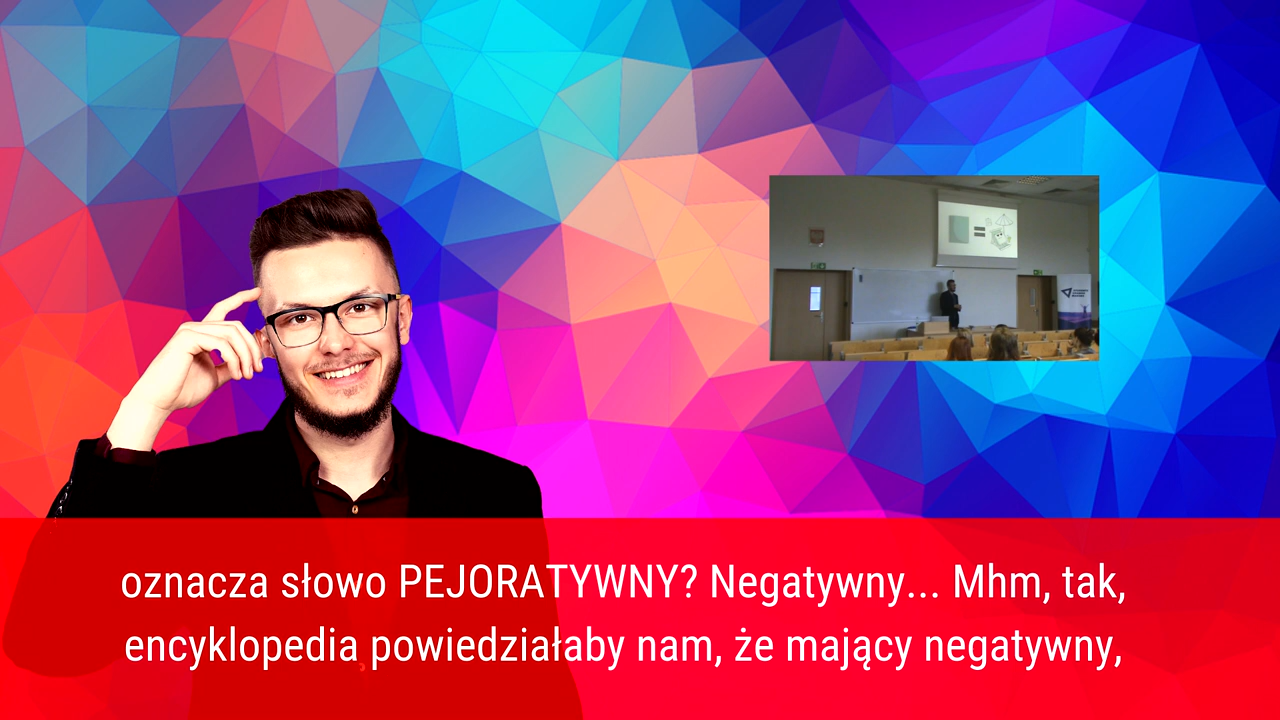 oznacza słowo PEJORATYWNY? Negatywny... Mhm, tak,
encyklopedia powiedziałaby nam, że mający negatywny,